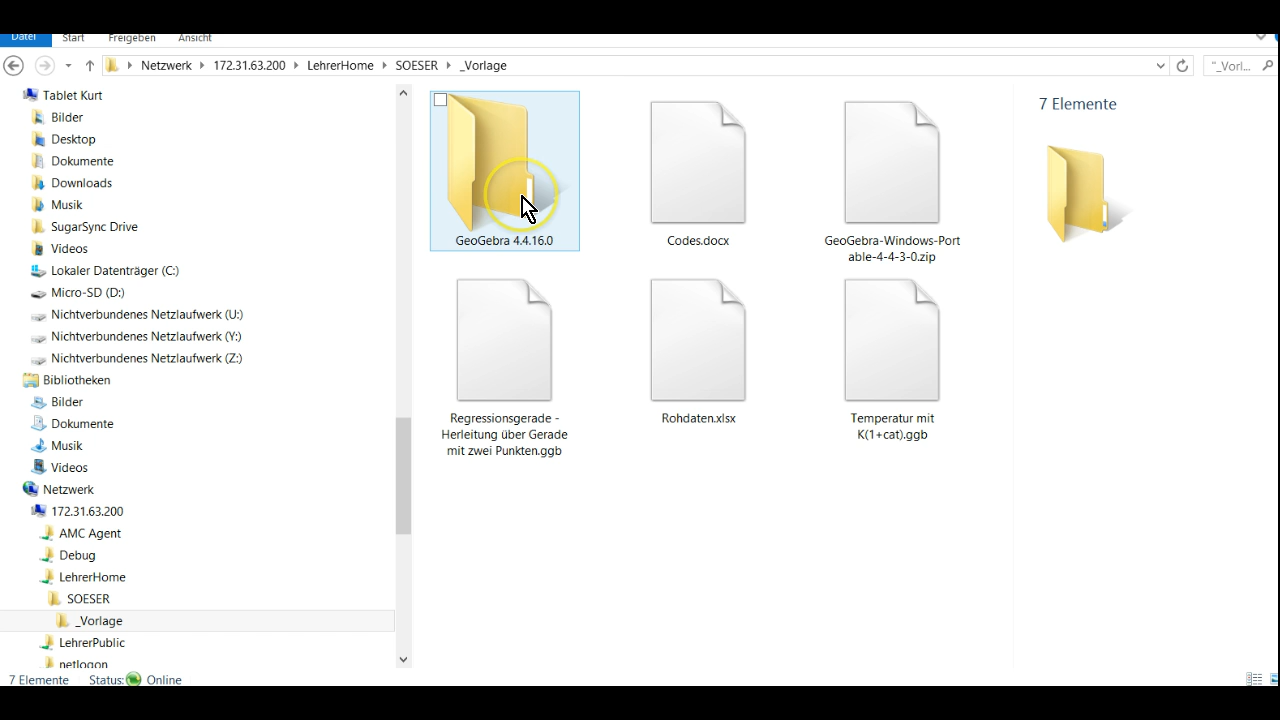 Datei Start Freigeben Ansicht
Netzwerk 172.31.63.200 LehrerHome SOESER _Vorlage "_Vorl...
Tablet Kurt
Bilder
Desktop
Dokumente
Downloads
Musik
SugarSync Drive
Videos
Lokaler Datenträger (C:)
Micro-SD (D:)
Nichtverbundenes Netzlaufwerk (U:)
Nichtverbundenes Netzlaufwerk (Y:)
Nichtverbundenes Netzlaufwerk (Z:)
Bibliotheken
Bilder
Dokumente
Musik
Videos
Netzwerk
172.31.63.200
AMC Agent
Debug
LehrerHome
SOESER
_Vorlage
LehrerPublic
netlogon
GeoGebra 4.4.16.0
Codes.docx
GeoGebra-Windows-Port
able-4-4-3-0.zip
Regressionsgerade -
Herleitung über Gerade
mit zwei Punkten.ggb
Rohdaten.xlsx
Temperatur mit
K(1+cat).ggb
7 Elemente
7 Elemente Status: Online